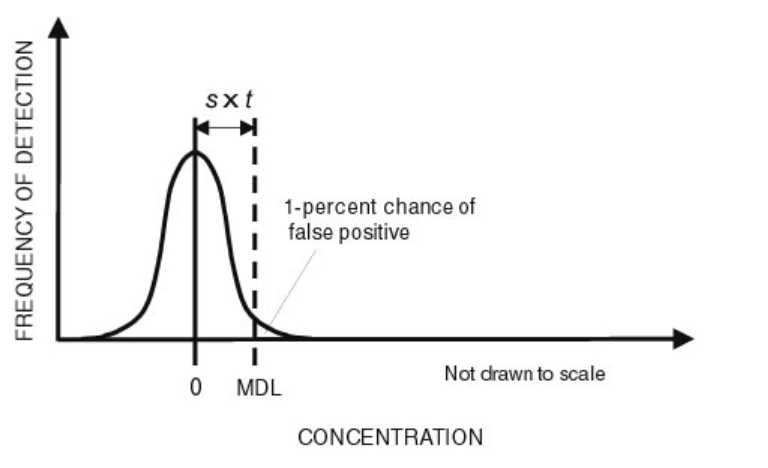 FREQUENCY OF DETECTION
s x t
1-percent chance of
false positive
0
MDL
Not drawn to scale
CONCENTRATION